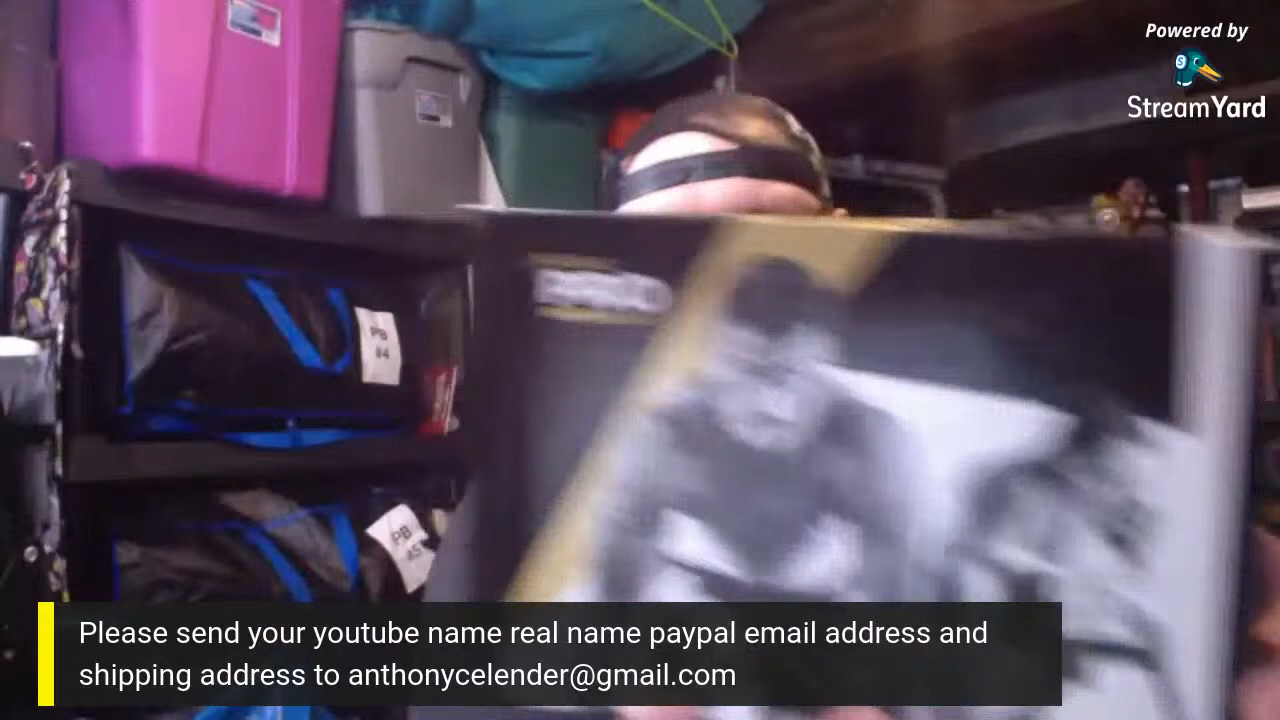 Powered by
StreamYard
PB
#4
PB
Please send your youtube name real name paypal email address and
shipping address to anthonycelender@gmail.com